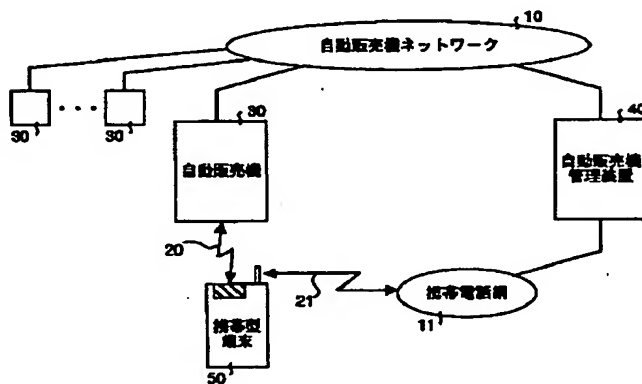 10
自動販売機ネットワーク
30
30
30
自動販売機
40
自動販売機
管理装置
20
21
携帯電話網
11
携帯型
端末
50